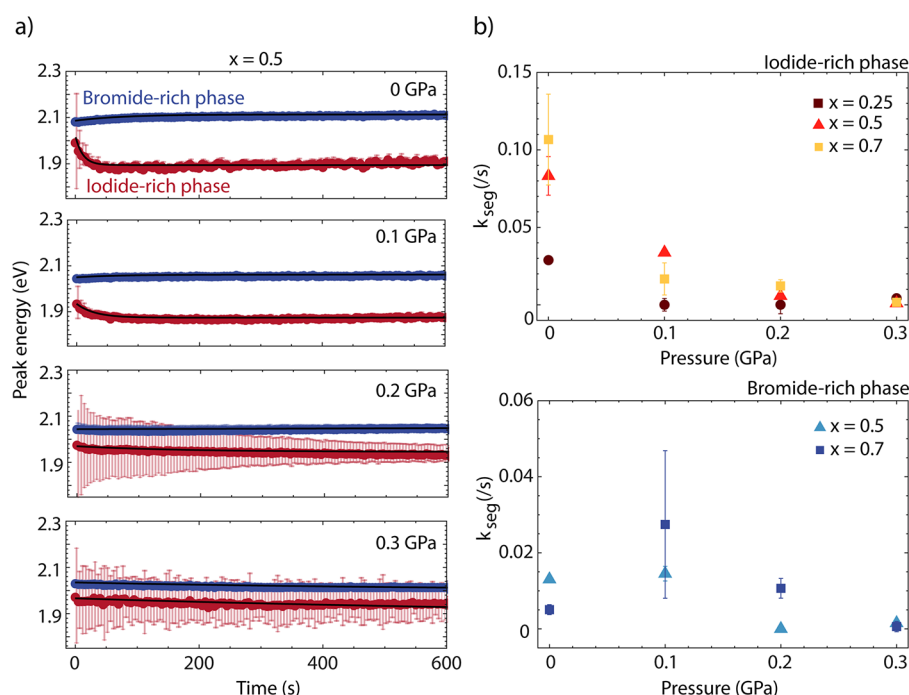 a)
x = 0.5
2.3
2.1
1.9
0 GPa
Bromide-rich phase
Iodide-rich phase
2.3
2.1
1.9
0.1 GPa
2.3
2.1
1.9
0.2 GPa
2.3
2.1
1.9
0.3 GPa
Peak energy (eV)
0 200 400 600
Time (s)
b)
Iodide-rich phase
0.15
0.10
0.05
0
k seg (/s)
x = 0.25
x = 0.5
x = 0.7
0 0.1 0.2 0.3
Pressure (GPa)
Bromide-rich phase
0.06
0.04
0.02
0
k seg (/s)
x = 0.5
x = 0.7
0 0.1 0.2 0.3
Pressure (GPa)